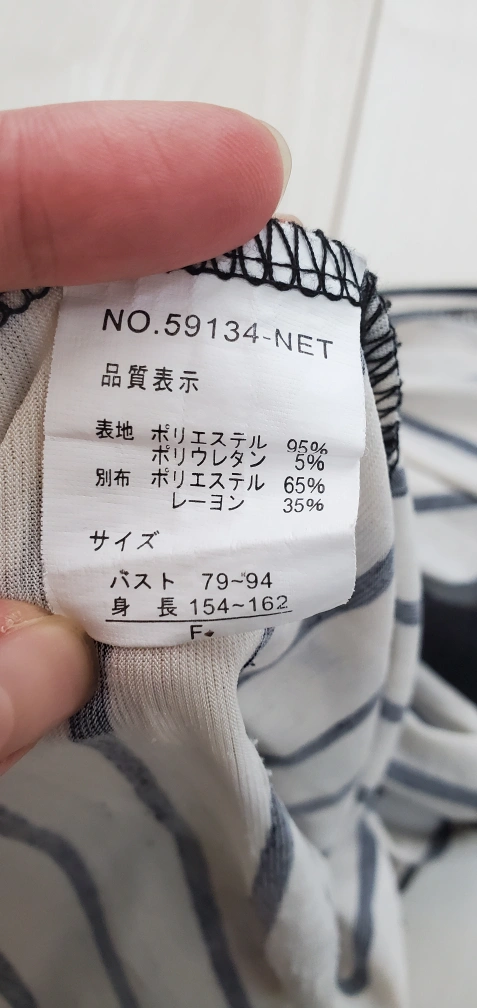 NO.59134-NET
品質表示
表地 ポリエステル 95%
ポリウレタン 5%
別布 ポリエステル 65%
レーヨン 35%
サイズ
バスト 79~94
身 長 154~162
F